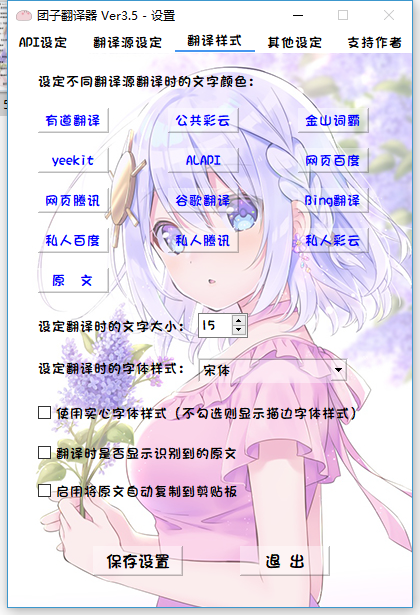 团子翻译器 Ver3.5 - 设置
API设定 翻译源设定 翻译样式 其他设定 支持作者
设定不同翻译源翻译时的文字颜色：
有道翻译 公共彩云 金山词霸
yeekit ALAPI 网页百度
网页腾讯 谷歌翻译 Bing翻译
私人百度 私人腾讯 私人彩云
原 文
设定翻译时的文字大小： 15
设定翻译时的字体样式： 宋体
使用实心字体样式（不勾选则显示描边字体样式）
翻译时是否显示识别到的原文
启用将原文自动复制到剪贴板
保存设置 退 出